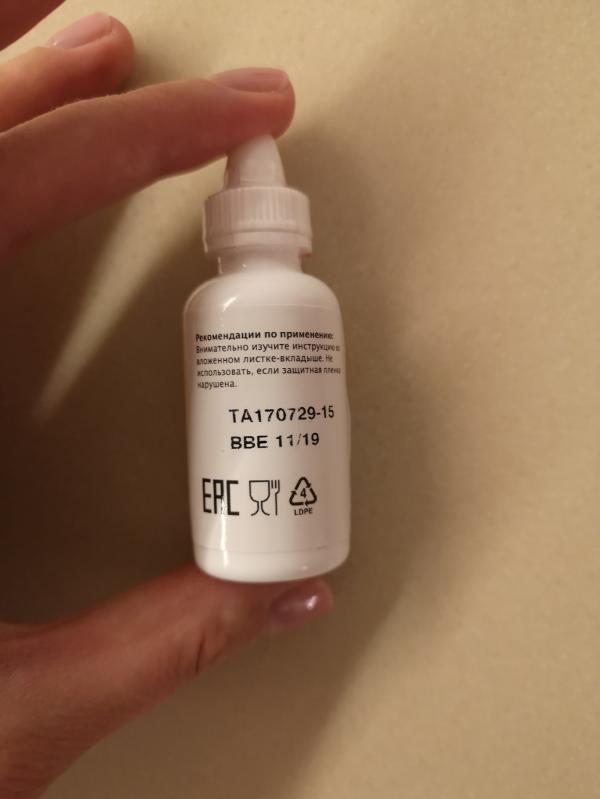 Рекомендации по применению:
Внимательно изучите инструкцию во
вложенном листке-вкладыше. Не
использовать, если защитная пленка
нарушена.
TA170729-15
BBE 11/19
EAC
4
LDPE